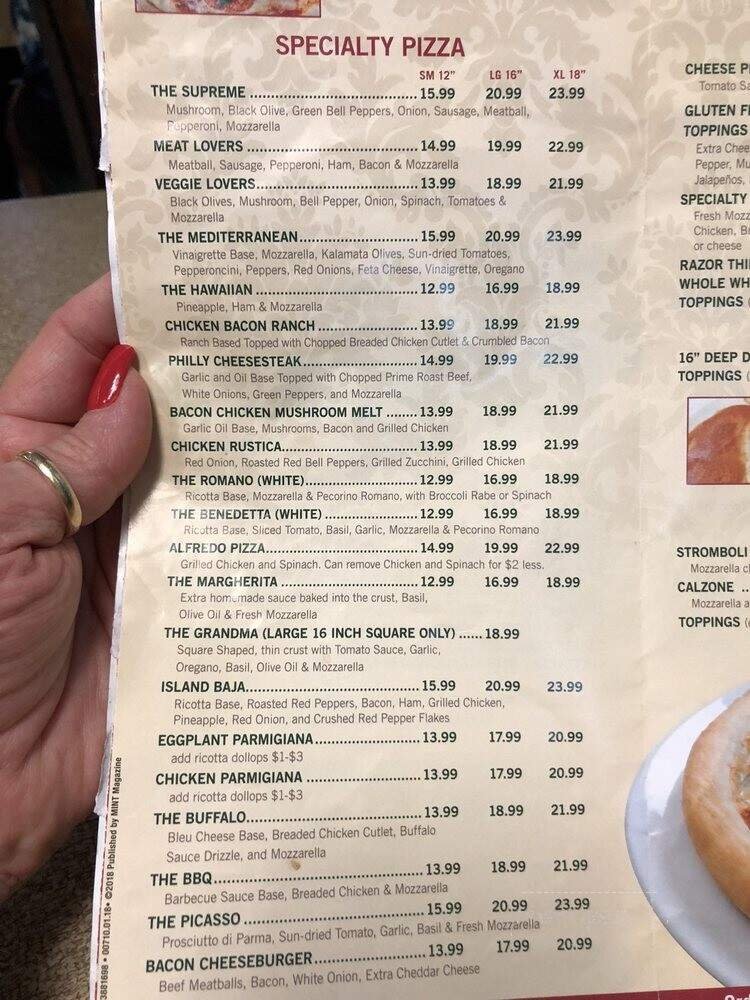 SPECIALTY PIZZA
SM 12" LG 16" XL 18"
THE SUPREME ........ 15.99 20.99 23.99
Mushroom, Black Olive, Green Bell Peppers, Onion, Sausage, Meatball,
Pepperoni, Mozzarella
MEAT LOVERS ........ 14.99 19.99 22.99
Meatball, Sausage, Pepperoni, Ham, Bacon & Mozzarella
VEGGIE LOVERS........ 13.99 18.99 21.99
Black Olives, Mushroom, Bell Pepper, Onion, Spinach, Tomatoes &
Mozzarella
THE MEDITERRANEAN........ 15.99 20.99 23.99
Vinaigrette Base, Mozzarella, Kalamata Olives, Sun-dried Tomatoes,
Pepperoncini, Peppers, Red Onions, Feta Cheese, Vinaigrette, Oregano
THE HAWAIIAN ........ 12.99 16.99 18.99
Pineapple, Ham & Mozzarella
CHICKEN BACON RANCH ........ 13.99 18.99 21.99
Ranch Based Topped with Chopped Breaded Chicken Cutlet & Crumbled Bacon
PHILLY CHEESESTEAK........ 14.99 19.99 22.99
Garlic and Oil Base Topped with Chopped Prime Roast Beef,
White Onions, Green Peppers, and Mozzarella
BACON CHICKEN MUSHROOM MELT ....... 13.99 18.99 21.99
Garlic Oil Base, Mushrooms, Bacon and Grilled Chicken
CHICKEN RUSTICA........ 13.99 18.99 21.99
Red Onion, Roasted Red Bell Peppers, Grilled Zucchini, Grilled Chicken
THE ROMANO (WHITE)........ 12.99 16.99 18.99
Ricotta Base, Mozzarella & Pecorino Romano, with Broccoli Rabe or Spinach
THE BENEDETTA (WHITE) ........ 12.99 16.99 18.99
Ricotta Base, Sliced Tomato, Basil, Garlic, Mozzarella & Pecorino Romano
ALFREDO PIZZA........ 14.99 19.99 22.99
Grilled Chicken and Spinach. Can remove Chicken and Spinach for $2 less.
THE MARGHERITA ........ 12.99 16.99 18.99
Extra homemade sauce baked into the crust, Basil,
Olive Oil & Fresh Mozzarella
THE GRANDMA (LARGE 16 INCH SQUARE ONLY) ...... 18.99
Square Shaped, thin crust with Tomato Sauce, Garlic,
Oregano, Basil, Olive Oil & Mozzarella
ISLAND BAJA........ 15.99 20.99 23.99
Ricotta Base, Roasted Red Peppers, Bacon, Ham, Grilled Chicken,
Pineapple, Red Onion, and Crushed Red Pepper Flakes
EGGPLANT PARMIGIANA........ 13.99 17.99 20.99
add ricotta dollops $1-$3
CHICKEN PARMIGIANA ........ 13.99 17.99 20.99
add ricotta dollops $1-$3
THE BUFFALO........ 13.99 18.99 21.99
Bleu Cheese Base, Breaded Chicken Cutlet, Buffalo
Sauce Drizzle, and Mozzarella
THE BBQ........ 13.99 18.99 21.99
Barbecue Sauce Base, Breaded Chicken & Mozzarella
THE PICASSO ........ 15.99 20.99 23.99
Prosciutto di Parma, Sun-dried Tomato, Garlic, Basil & Fresh Mozzarella
BACON CHEESEBURGER........ 13.99 17.99 20.99
Beef Meatballs, Bacon, White Onion, Extra Cheddar Cheese
3681698 • 00710.01.18• ©2018 Published by MINT Magazine
CHEESE P
Tomato Sa
GLUTEN F
TOPPINGS
Extra Chee
Pepper, Mu
Jalapeños,
SPECIALTY
Fresh Mozz
Chicken, B
or cheese
RAZOR THI
WHOLE WH
TOPPINGS (
16" DEEP D
TOPPINGS (
STROMBOLI
Mozzarella c
CALZONE ..
Mozzarella a
TOPPINGS (